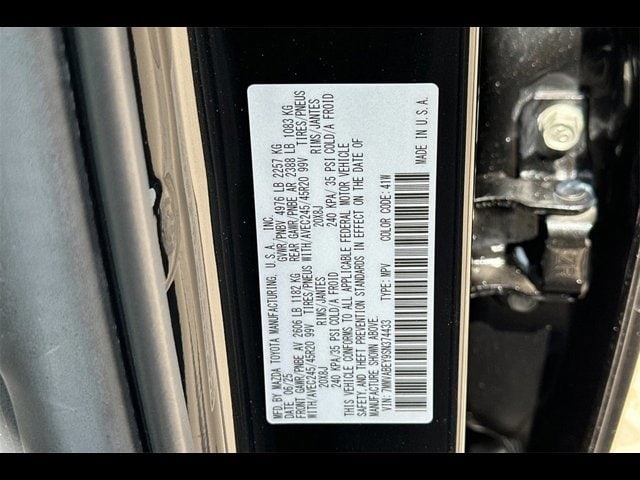 MFD. BY MAZDA TOYOTA MANUFACTURING, U.S.A., INC.
DATE: 06/25 GWVR/PNBV 4976 LB 2257 KG
FRONT GAWR/PNBE AV 2606 LB 1182 KG REAR GAWR/PNBE AR 2388 LB 1083 KG
WITH/AVEC245/45R20 99V TIRES/PNEUS WITH/AVEC245/45R20 99V TIRES/PNEUS
20X8J RIMS/JANTES 20X8J RIMS/JANTES
240 KPA/35 PSI COLD/A FROID 240 KPA/ 35 PSI COLD/A FROID
THIS VEHICLE CONFORMS TO ALL APPLICABLE FEDERAL MOTOR VEHICLE
SAFETY, AND THEFT PREVENTION STANDARDS IN EFFECT ON THE DATE OF
MANUFACTURE SHOWN ABOVE.
VIN: 7MMVABEY9SN374433 TYPE: MPV COLOR CODE: 41W
MADE IN U.S.A.